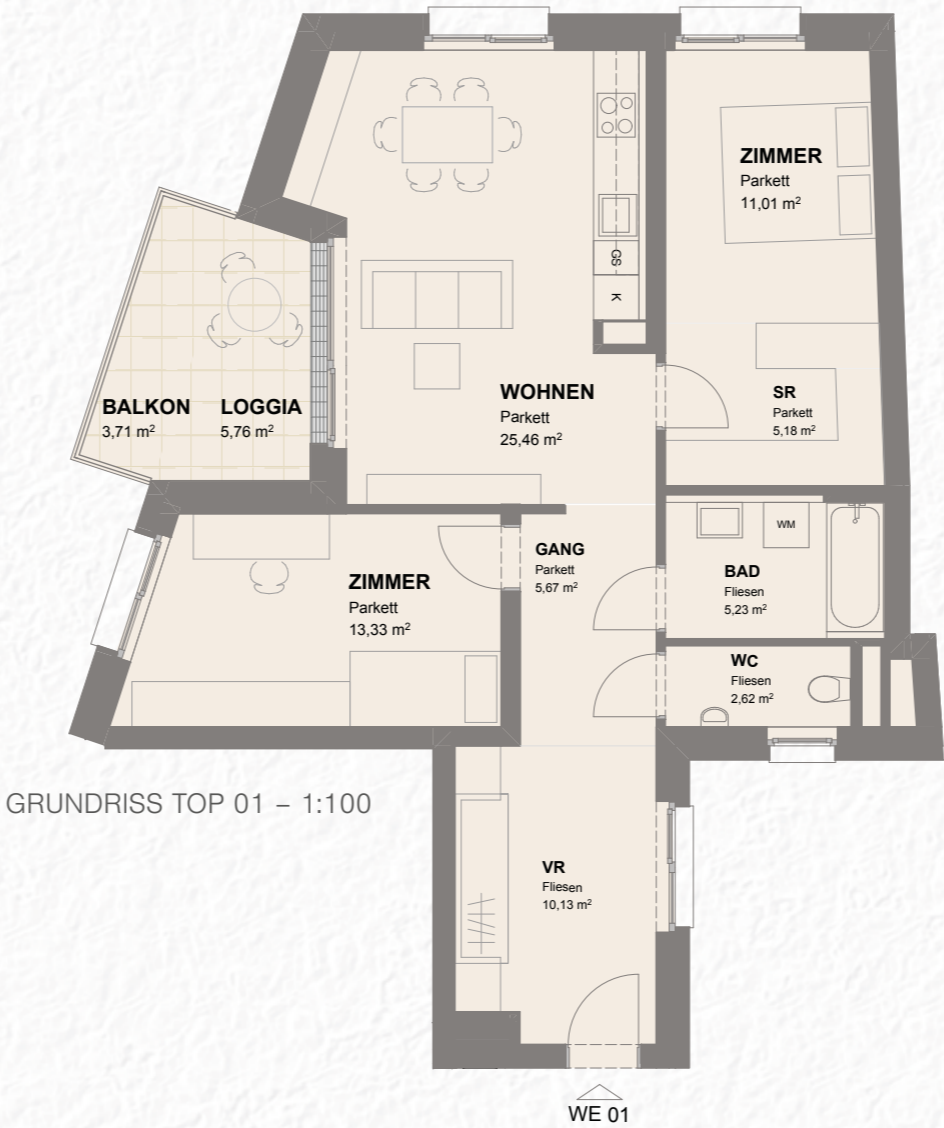 ZIMMER
Parkett
11,01 m²
GS
K
BALKON
3,71 m²
LOGGIA
5,76 m²
WOHNEN
Parkett
25,46 m²
SR
Parkett
5,18 m²
ZIMMER
Parkett
13,33 m²
GANG
Parkett
5,67 m²
WM
BAD
Fliesen
5,23 m²
WC
Fliesen
2,62 m²
GRUNDRISS TOP 01 – 1:100
VR
Fliesen
10,13 m²
WE 01